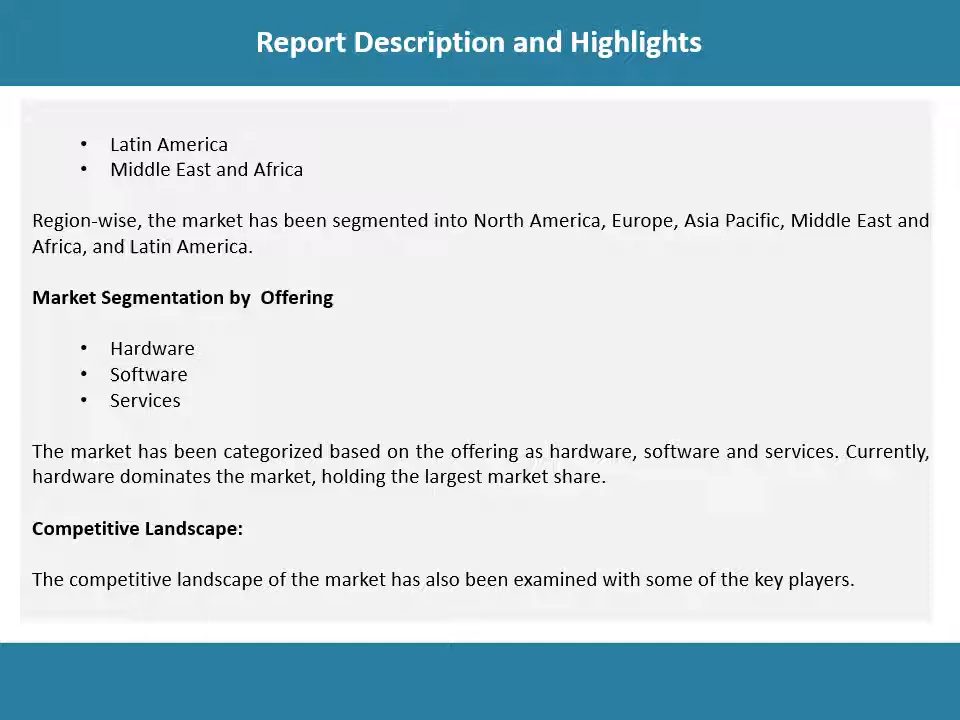 Report Description and Highlights
• Latin America
• Middle East and Africa
Region-wise, the market has been segmented into North America, Europe, Asia Pacific, Middle East and
Africa, and Latin America.
Market Segmentation by  Offering
• Hardware
• Software
• Services
The market has been categorized based on the offering as hardware, software and services. Currently,
hardware dominates the market, holding the largest market share.
Competitive Landscape:
The competitive landscape of the market has also been examined with some of the key players.